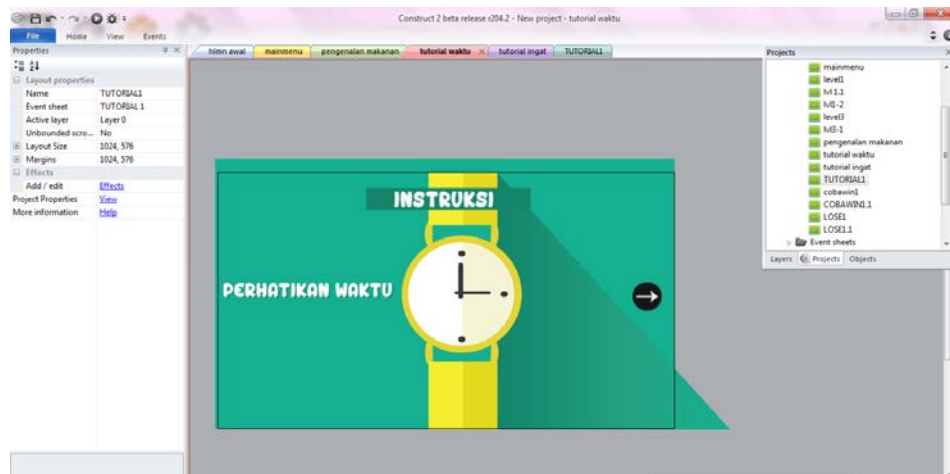 Construct 2 beta release r204.2 - New project - tutorial waktu
File Home View Events
Properties
Layout properties
Name TUTORIAL1
Event sheet TUTORIAL 1
Active layer Layer 0
Unbounded scro... No
Layout Size 1024, 576
Margins 1024, 576
Effects
Add / edit Effects
Project Properties View
More information Help
himn awal mainmenu pengenalan makanan tutorial waktu tutorial ingat TUTORIAL1
INSTRUKSI
PERHATIKAN WAKTU
Projects
mainmenu
level1
lvl 1.1
lvl1-2
level3
lvl3-1
pengenalan makanan
tutorial waktu
tutorial ingat
TUTORIAL1
cobawin1
COBAWIN1.1
LOSE1
LOSE1.1
Event sheets
Layers Projects Objects